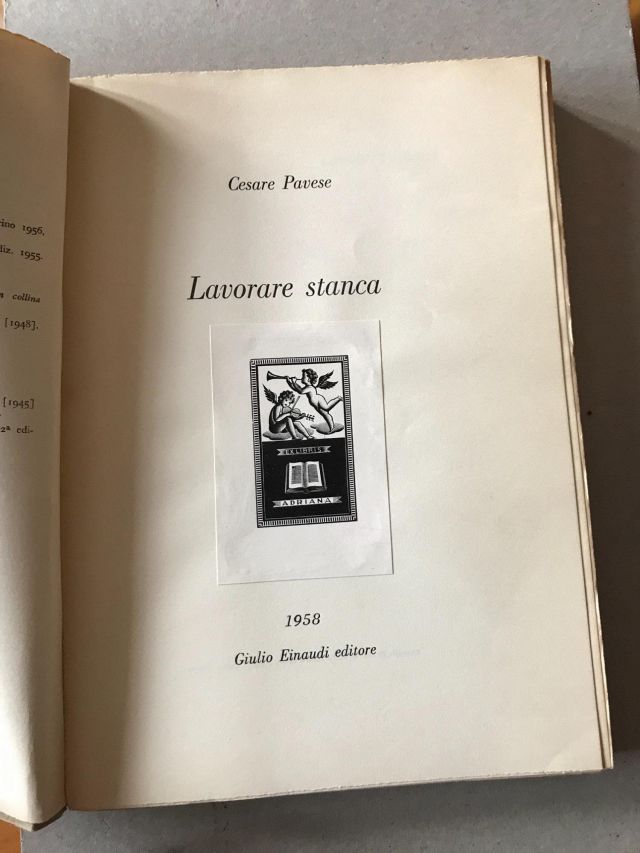 rino 1956,
diz. 1955.
collina
[1948],
[1945]
2ª edi-
Cesare Pavese
Lavorare stanca
EX LIBRIS
ADRIANA
1958
Giulio Einaudi editore